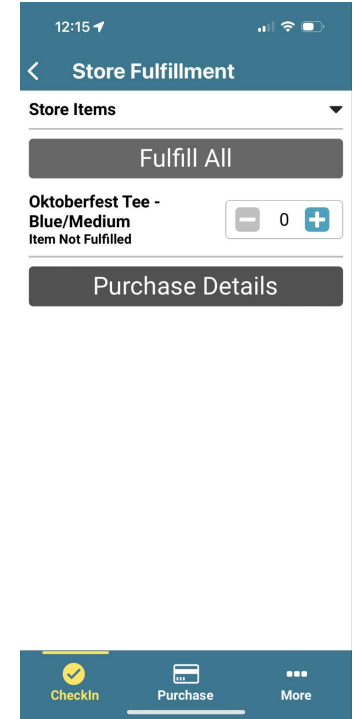 12:15
Store Fulfillment
Store Items
Fulfill All
Oktoberfest Tee -
Blue/Medium
Item Not Fulfilled
0
Purchase Details
CheckIn Purchase More